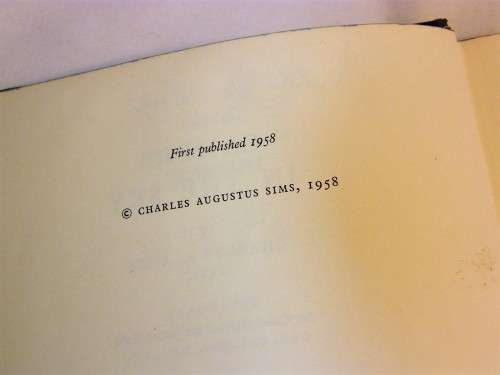 First published 1958
© CHARLES AUGUSTUS SIMS, 1958